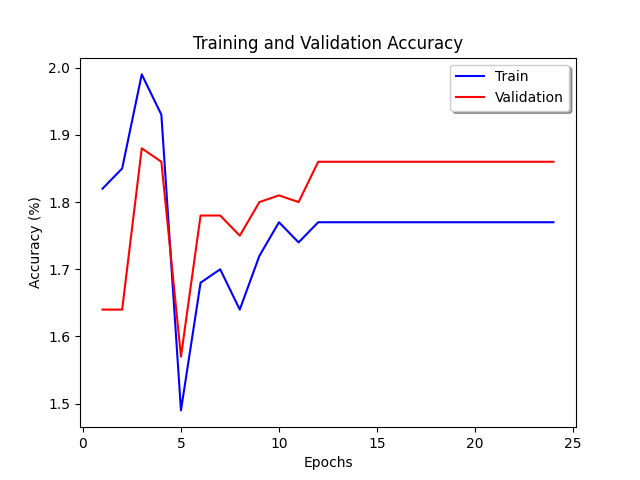 Training and Validation Accuracy
Train
Validation
Accuracy (%)
2.0
1.9
1.8
1.7
1.6
1.5
0 5 10 15 20 25
Epochs